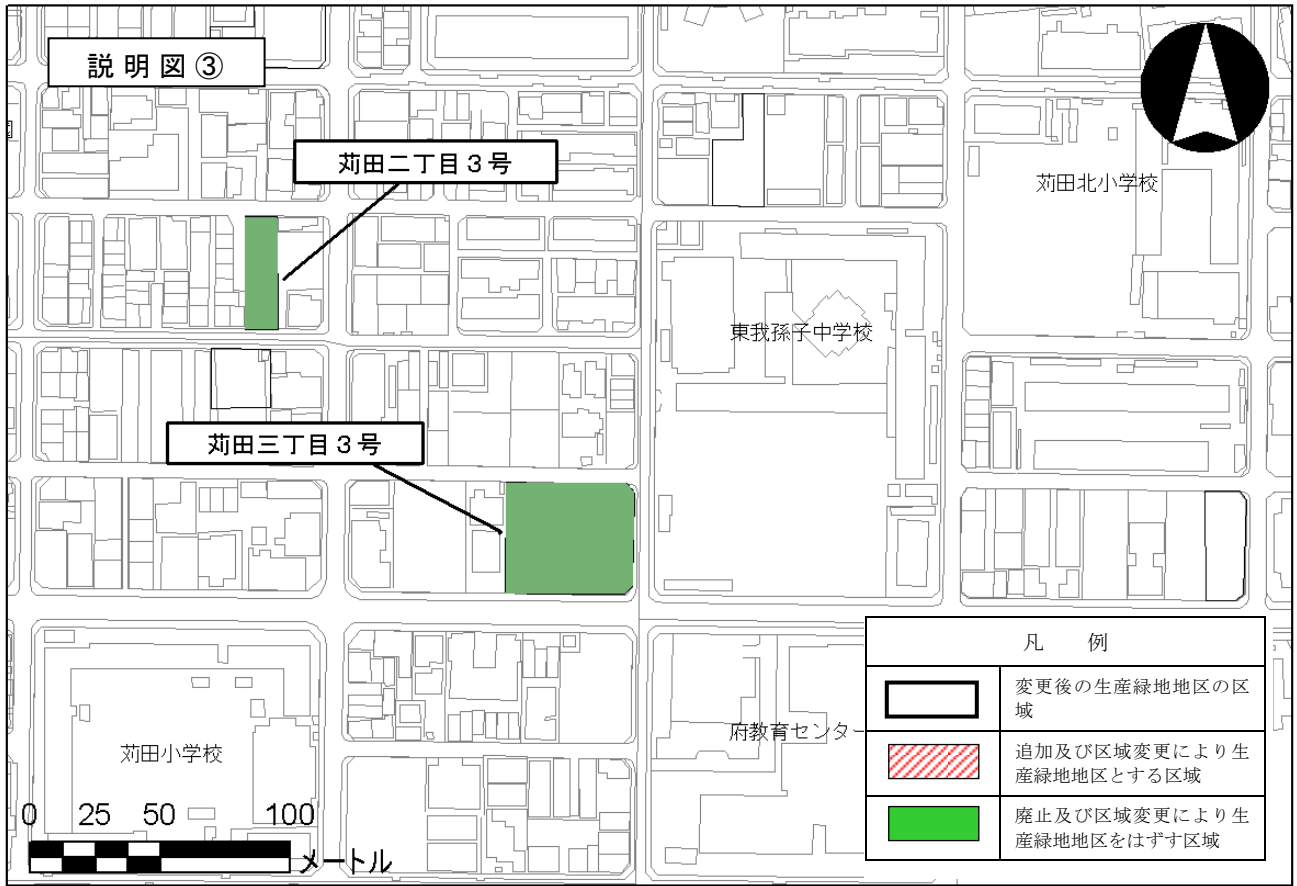 説明図③
苅田二丁目３号
苅田北小学校
東我孫子中学校
苅田三丁目３号
府教育センター
苅田小学校
0 25 50 100
メートル
凡 例
変更後の生産緑地地区の区
域
追加及び区域変更により生
産緑地地区とする区域
廃止及び区域変更により生
産緑地地区をはずす区域